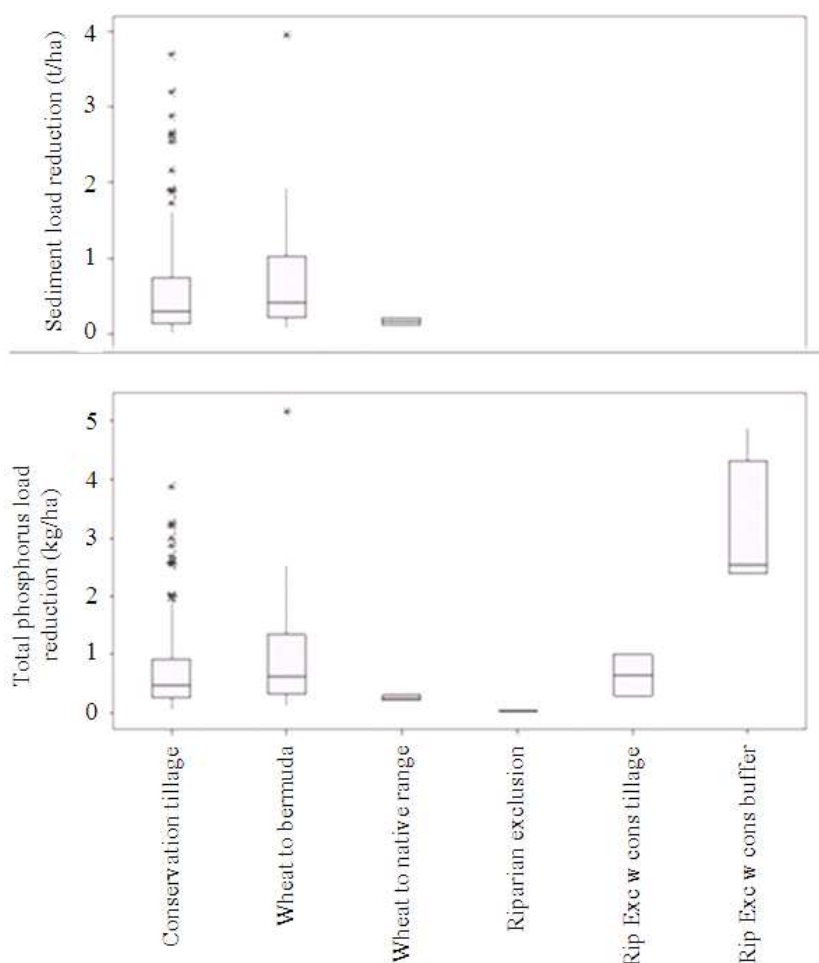 Sediment load reduction (t/ha)
4
3
2
1
0
Total phosphorus load
reduction (kg/ha)
5
4
3
2
1
0
Conservation tillage
Wheat to bermuda
Wheat to native range
Riparian exclusion
Rip Exc w cons tillage
Rip Exc w cons buffer